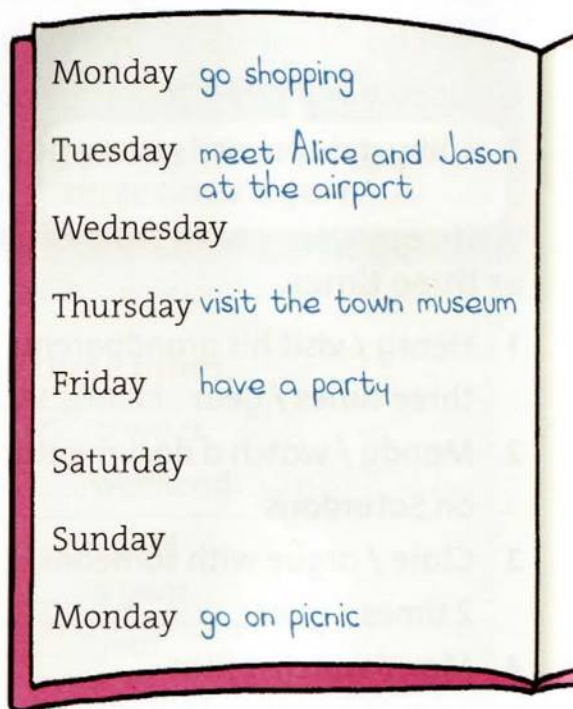 Monday go shopping
Tuesday meet Alice and Jason
at the airport
Wednesday
Thursday visit the town museum
Friday have a party
Saturday
Sunday
Monday go on picnic